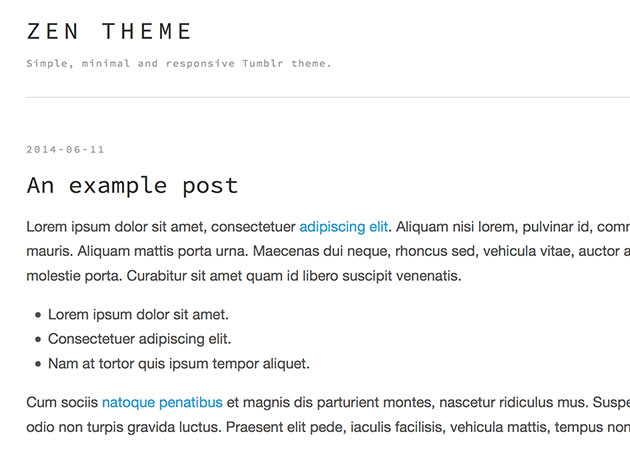 ZEN THEME
Simple, minimal and responsive Tumblr theme.
2014-06-11
An example post
Lorem ipsum dolor sit amet, consectetuer adipiscing elit. Aliquam nisi lorem, pulvinar id,
mauris. Aliquam mattis porta urna. Maecenas dui neque, rhoncus sed, vehicula vitae, auctor
molestie porta. Curabitur sit amet quam id libero suscipit venenatis.
• Lorem ipsum dolor sit amet.
• Consectetuer adipiscing elit.
• Nam at tortor quis ipsum tempor aliquet.
Cum sociis natoque penatibus et magnis dis parturient montes, nascetur ridiculus mus.
odio non turpis gravida luctus. Praesent elit pede, iaculis facilisis, vehicula mattis, tempus non